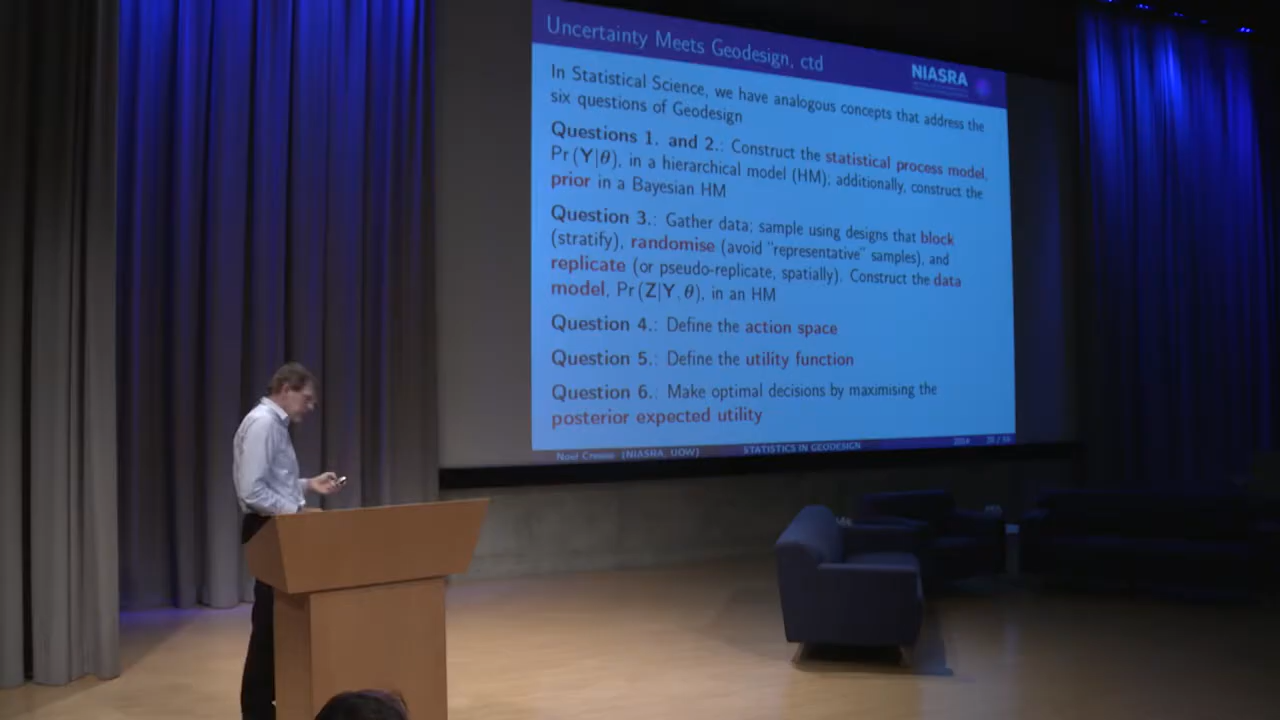 Uncertainty Meets Geodesign, ctd
NIASRA
In Statistical Science, we have analogous concepts that address the
six questions of Geodesign
Questions 1. and 2.: Construct the statistical process model,
Pr(Y|θ), in a hierarchical model (HM); additionally, construct the
prior in a Bayesian HM
Question 3.: Gather data; sample using designs that block
(stratify), randomise (avoid "representative" samples), and
replicate (or pseudo-replicate, spatially). Construct the data
model, Pr(Z|Y, θ), in an HM
Question 4.: Define the action space
Question 5.: Define the utility function
Question 6.: Make optimal decisions by maximising the
posterior expected utility
Noel Cressie (NIASRA, UOW) STATISTICS IN GEODESIGN 2014